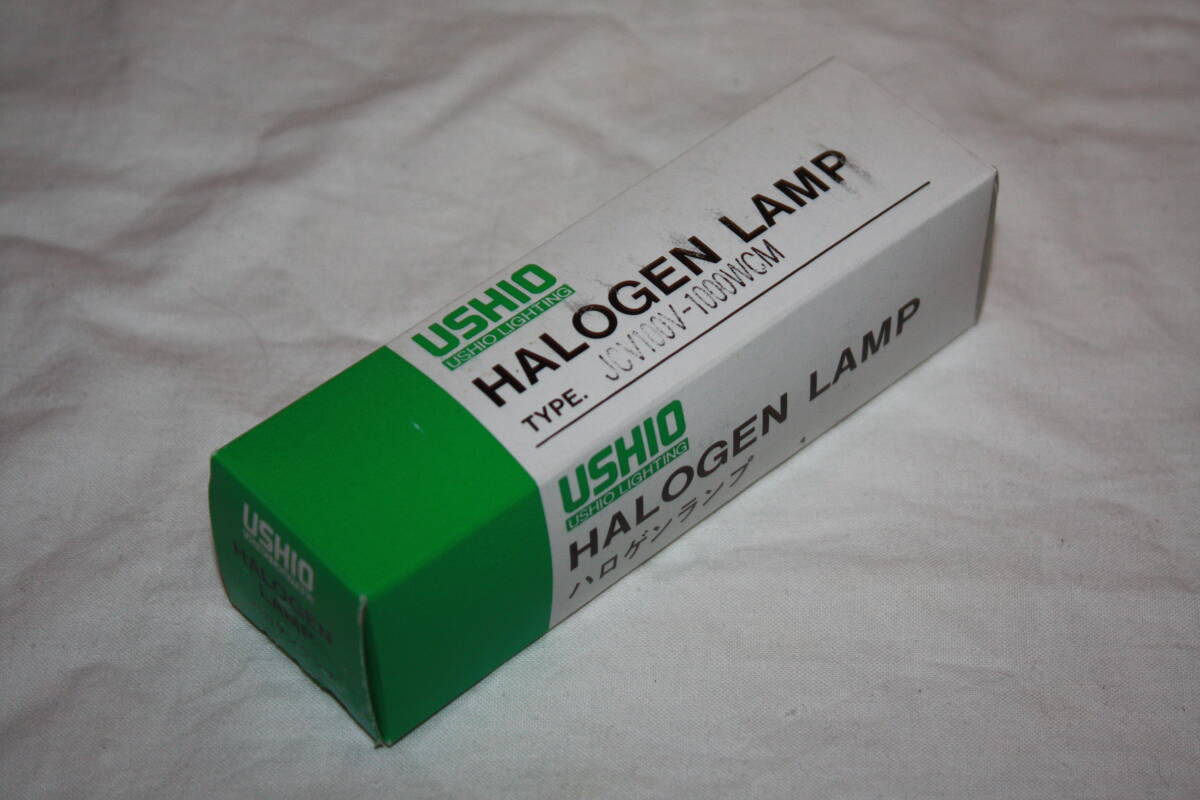 USHIO
USHIO LIGHTING
HALOGEN LAMP
TYPE. JCV100V-1000WCM
USHIO
USHIO LIGHTING
HALOGEN LAMP
ハロゲンランプ
USHIO
HALOGEN
LAMP